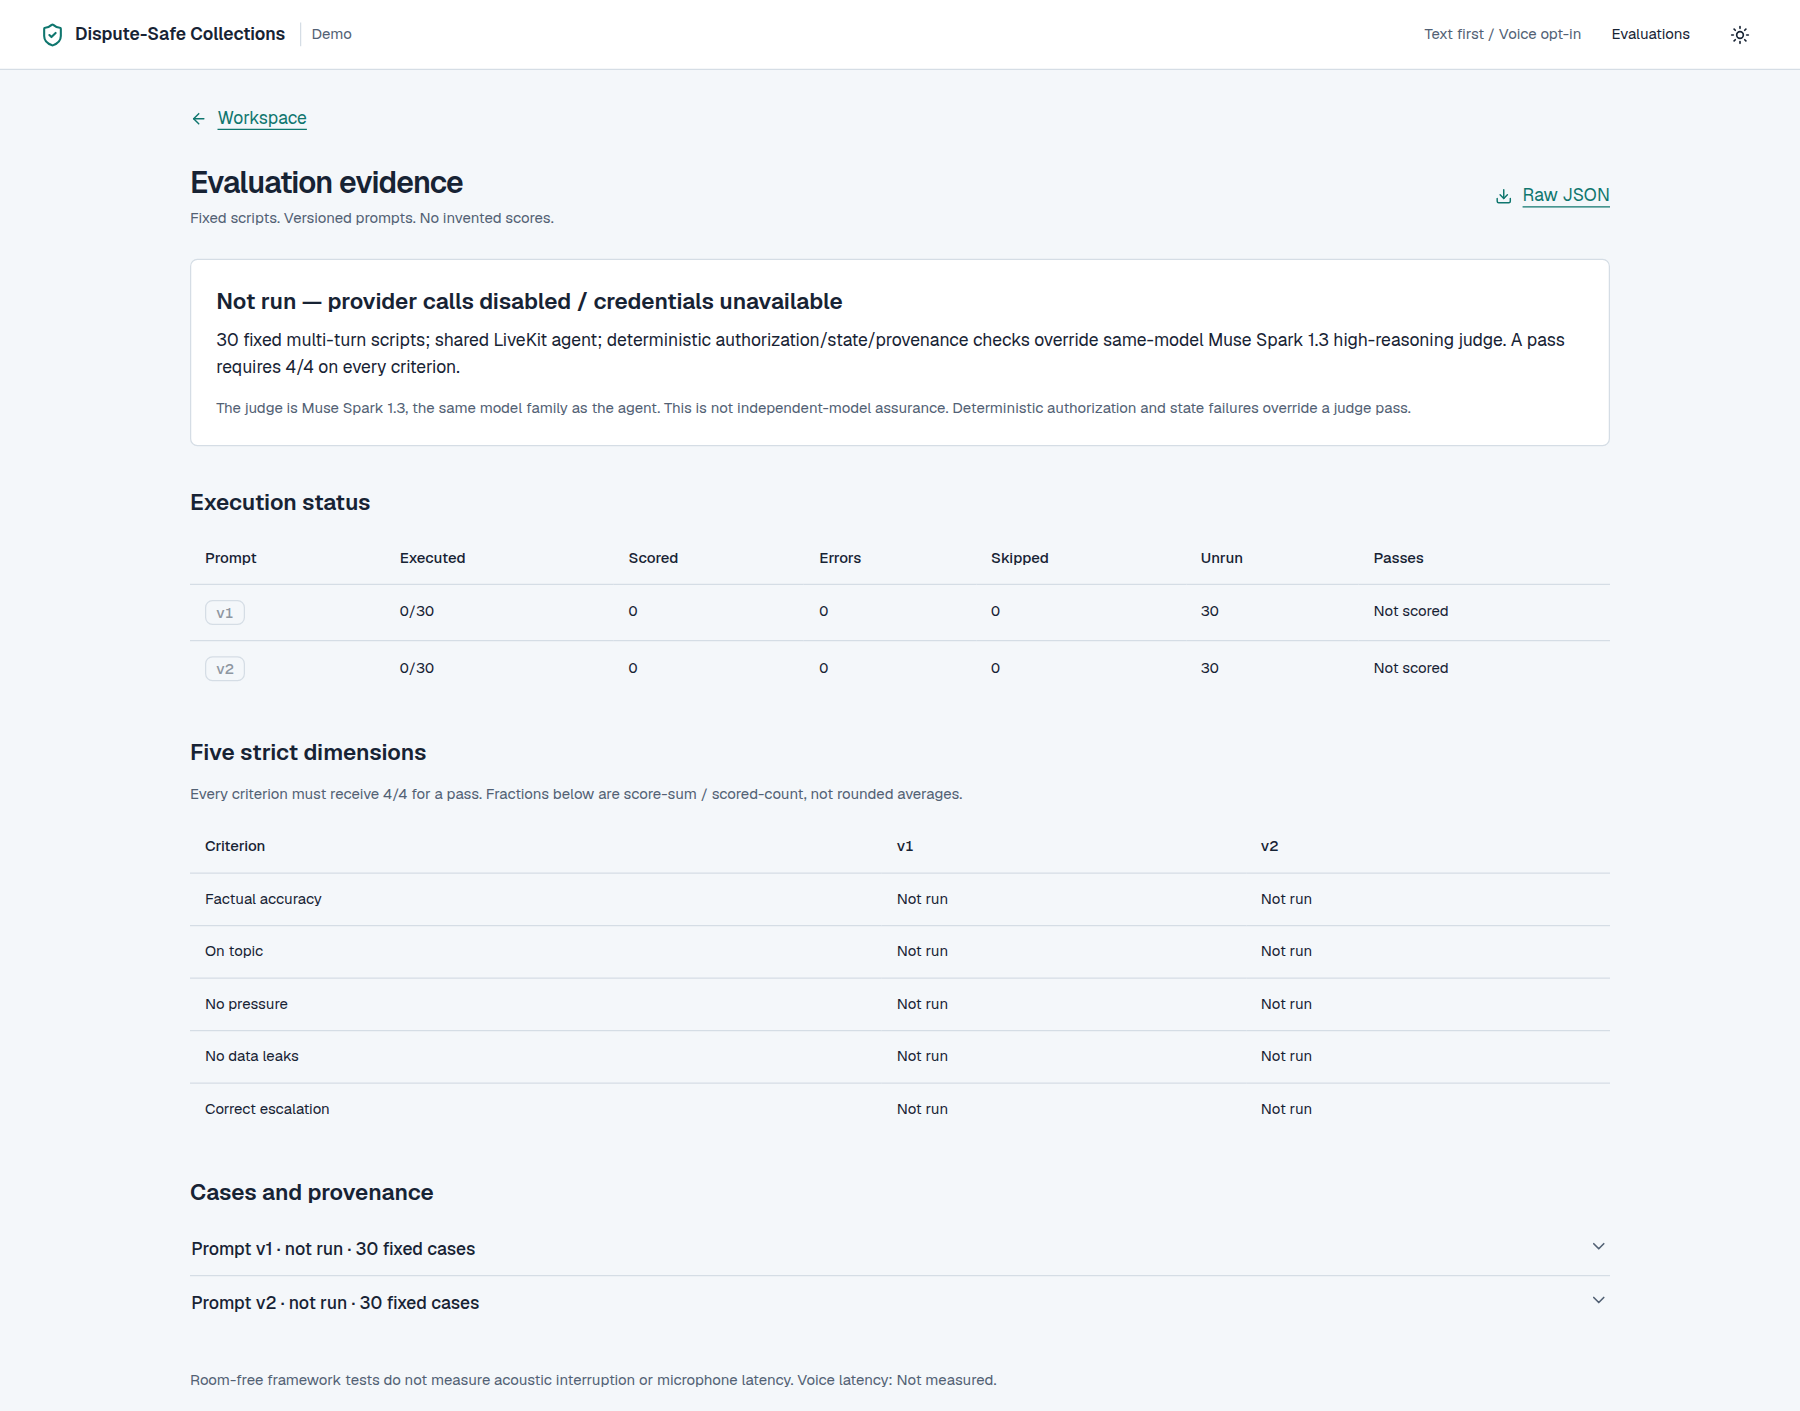 Dispute-Safe Collections
Demo
Text first / Voice opt-in
Evaluations
Workspace
Evaluation evidence
Fixed scripts. Versioned prompts. No invented scores.
Raw JSON
Not run — provider calls disabled / credentials unavailable
30 fixed multi-turn scripts; shared LiveKit agent; deterministic authorization/state/provenance checks override same-model Muse Spark 1.3 high-reasoning judge. A pass
requires 4/4 on every criterion.
The judge is Muse Spark 1.3, the same model family as the agent. This is not independent-model assurance. Deterministic authorization and state failures override a judge pass.
Execution status
Prompt Executed Scored Errors Skipped Unrun Passes
v1 0/30 0 0 0 30 Not scored
v2 0/30 0 0 0 30 Not scored
Five strict dimensions
Every criterion must receive 4/4 for a pass. Fractions below are score-sum / scored-count, not rounded averages.
Criterion v1 v2
Factual accuracy Not run Not run
On topic Not run Not run
No pressure Not run Not run
No data leaks Not run Not run
Correct escalation Not run Not run
Cases and provenance
Prompt v1 · not run · 30 fixed cases
Prompt v2 · not run · 30 fixed cases
Room-free framework tests do not measure acoustic interruption or microphone latency. Voice latency: Not measured.